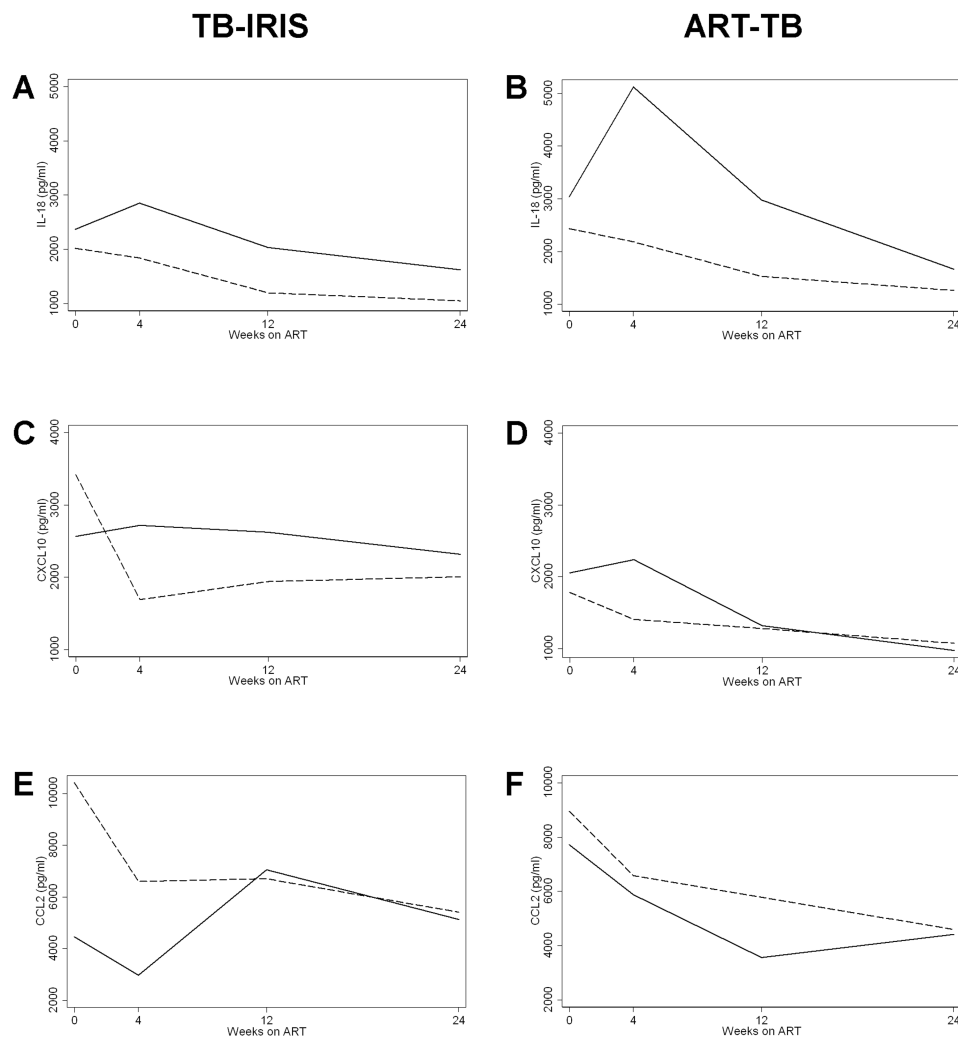 TB-IRIS
ART-TB
A
IL-18 (pg/ml)
5000
4000
3000
2000
1000
0
4
12
24
Weeks on ART
B
IL-18 (pg/ml)
5000
4000
3000
2000
1000
0
4
12
24
Weeks on ART
C
CXCL10 (pg/ml)
4000
3000
2000
1000
0
4
12
24
Weeks on ART
D
CXCL10 (pg/ml)
4000
3000
2000
1000
0
4
12
24
Weeks on ART
E
CCL2 (pg/ml)
10000
8000
6000
4000
2000
0
4
12
24
Weeks on ART
F
CCL2 (pg/ml)
10000
8000
6000
4000
2000
0
4
12
24
Weeks on ART